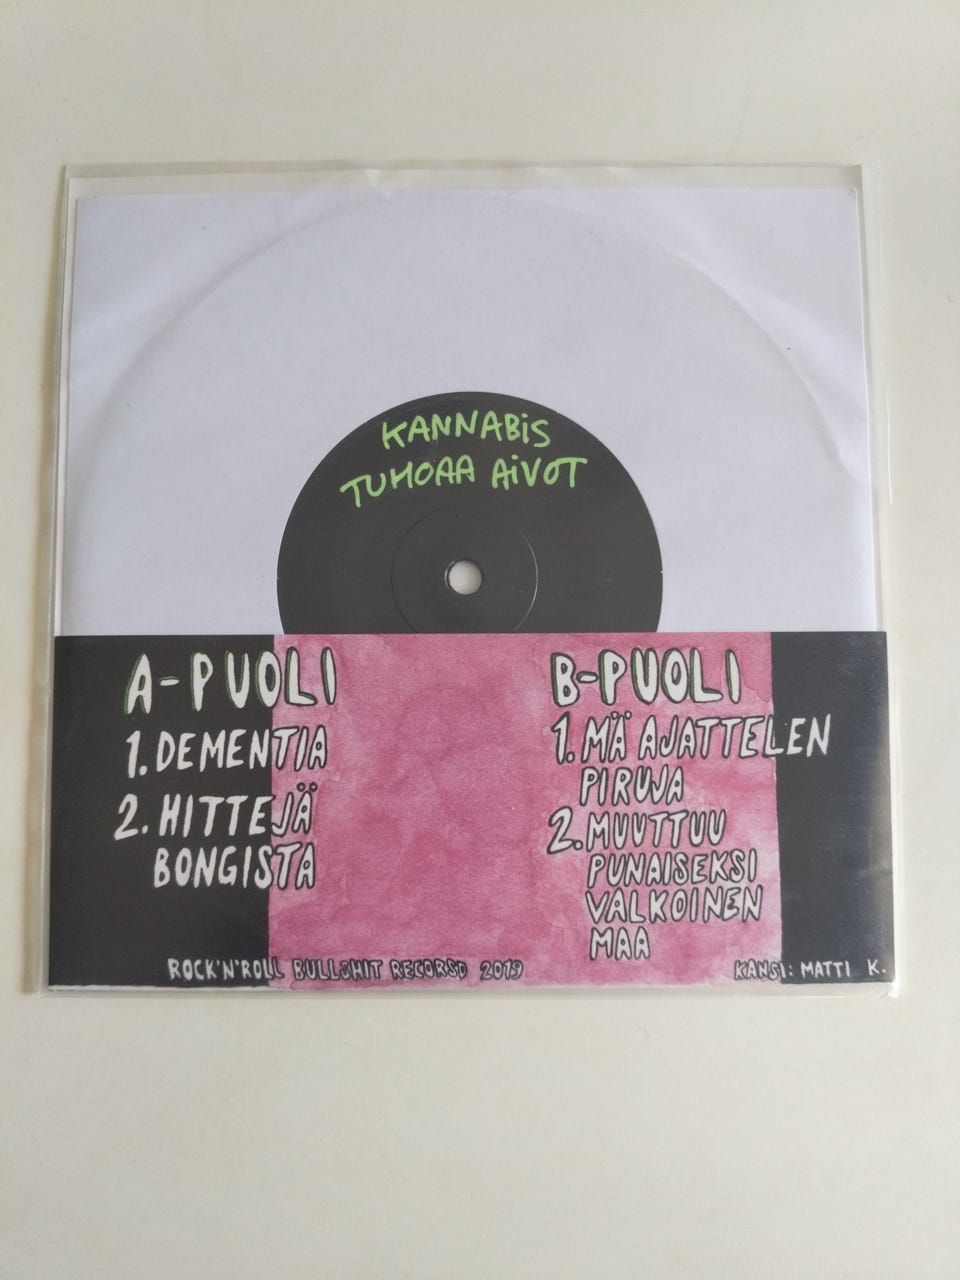 KANNABiS
TUHOAA AiVOT
A-PUOLI
1. DEMENTIA
2. HITTEJÄ
BONGISTA
B-PUOLI
1. MÄ AJATTELEN
PIRUJA
2. MUUTTUU
PUNAISEKSI
VALKOINEN
MAA
ROCK'N'ROLL BULLSHIT RECORSD 2019
KANSI: MATTI K.